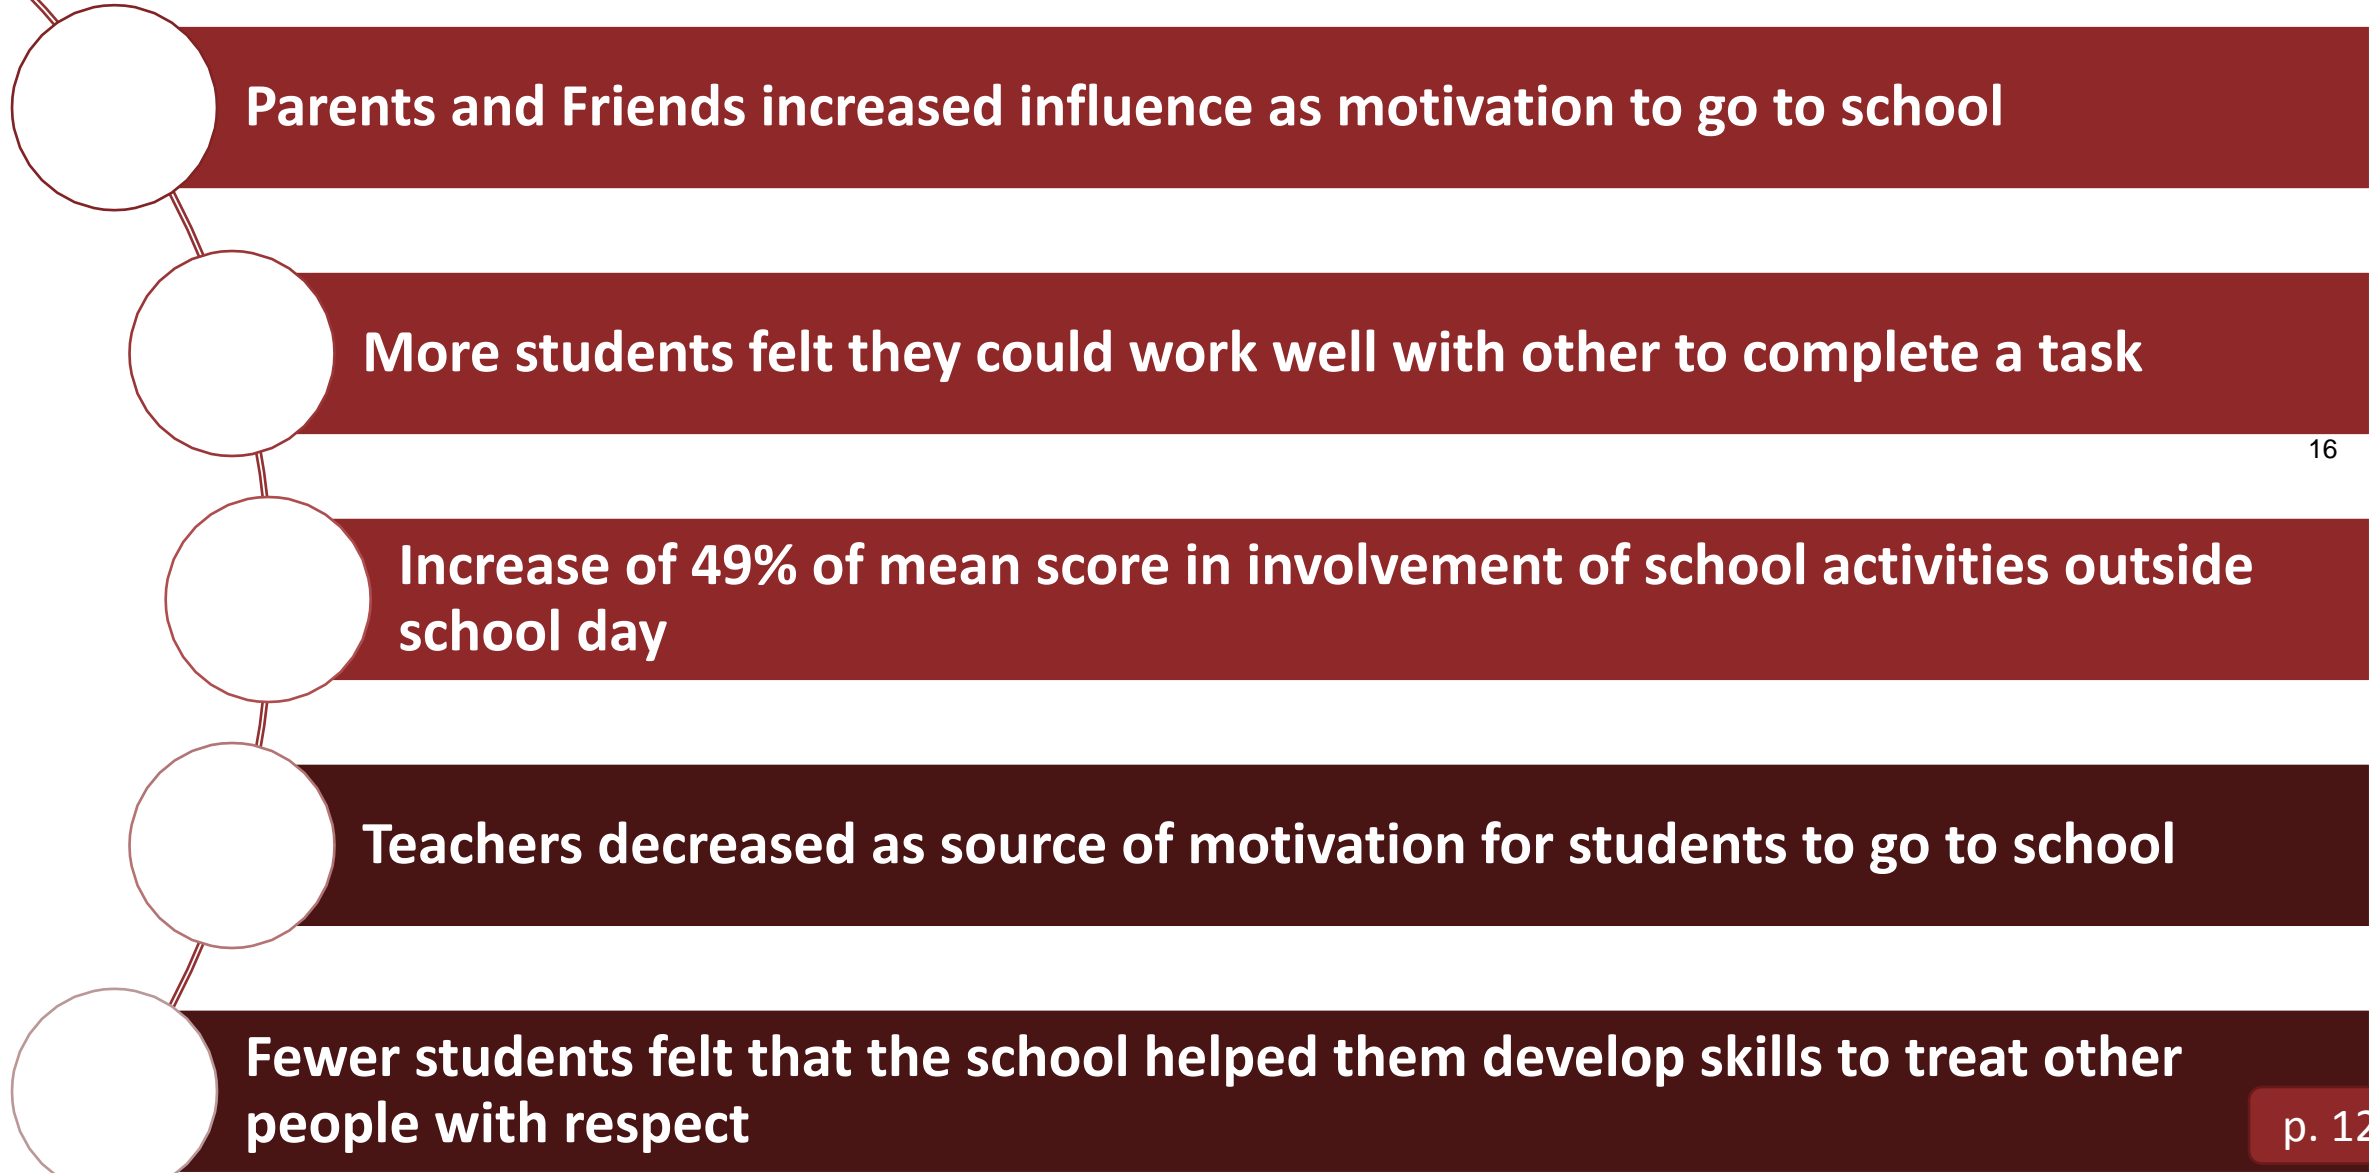 Parents and Friends increased influence as motivation to go to school
More students felt they could work well with other to complete a task
16
Increase of 49% of mean score in involvement of school activities outside
school day
Teachers decreased as source of motivation for students to go to school
Fewer students felt that the school helped them develop skills to treat other
people with respect
p. 12